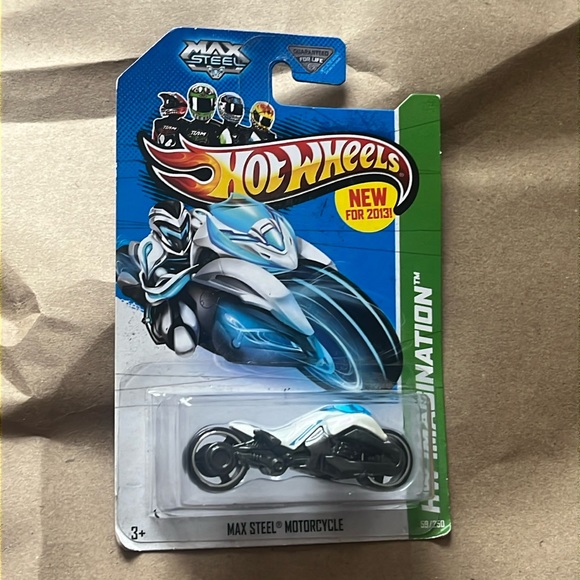 MAX
STEEL
GUARANTEED
FOR LIFE
TEAM
TEAM
HOT WHEELS
NEW
FOR 2013!
HW IMAGINATION™
MAX STEEL® MOTORCYCLE
3+
59/250